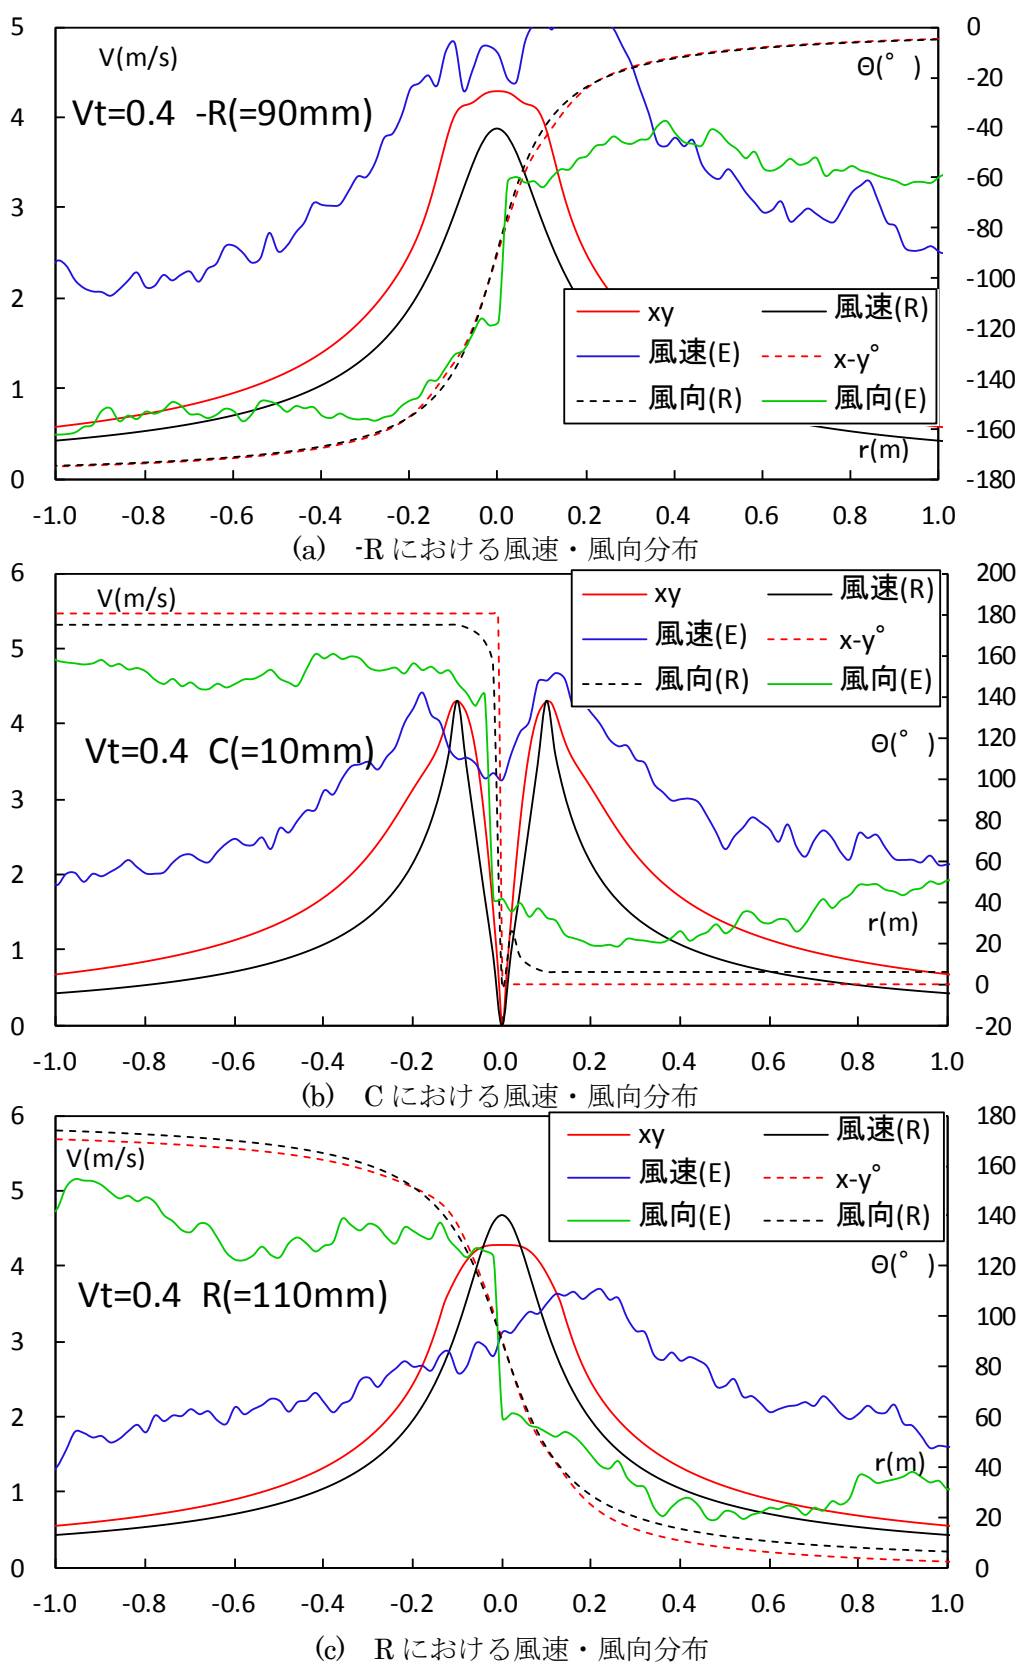 5
4
3
2
1
0
V(m/s)
Θ(° )
Vt=0.4 -R(=90mm)
xy
風速(R)
風速(E)
x-y°
風向(R)
風向(E)
r(m)
0
-20
-40
-60
-80
-100
-120
-140
-160
-180
-1.0 -0.8 -0.6 -0.4 -0.2 0.0 0.2 0.4 0.6 0.8 1.0
(a) -R における風速・風向分布
6
5
4
3
2
1
0
V(m/s)
xy
風速(R)
風速(E)
x-y°
風向(R)
風向(E)
Vt=0.4 C(=10mm)
Θ(° )
r(m)
200
180
160
140
120
100
80
60
40
20
0
-20
-1.0 -0.8 -0.6 -0.4 -0.2 0.0 0.2 0.4 0.6 0.8 1.0
(b) C における風速・風向分布
6
5
4
3
2
1
0
V(m/s)
xy
風速(R)
風速(E)
x-y°
風向(E)
風向(R)
Vt=0.4 R(=110mm)
Θ(° )
r(m)
180
160
140
120
100
80
60
40
20
0
-1.0 -0.8 -0.6 -0.4 -0.2 0.0 0.2 0.4 0.6 0.8 1.0
(c) R における風速・風向分布